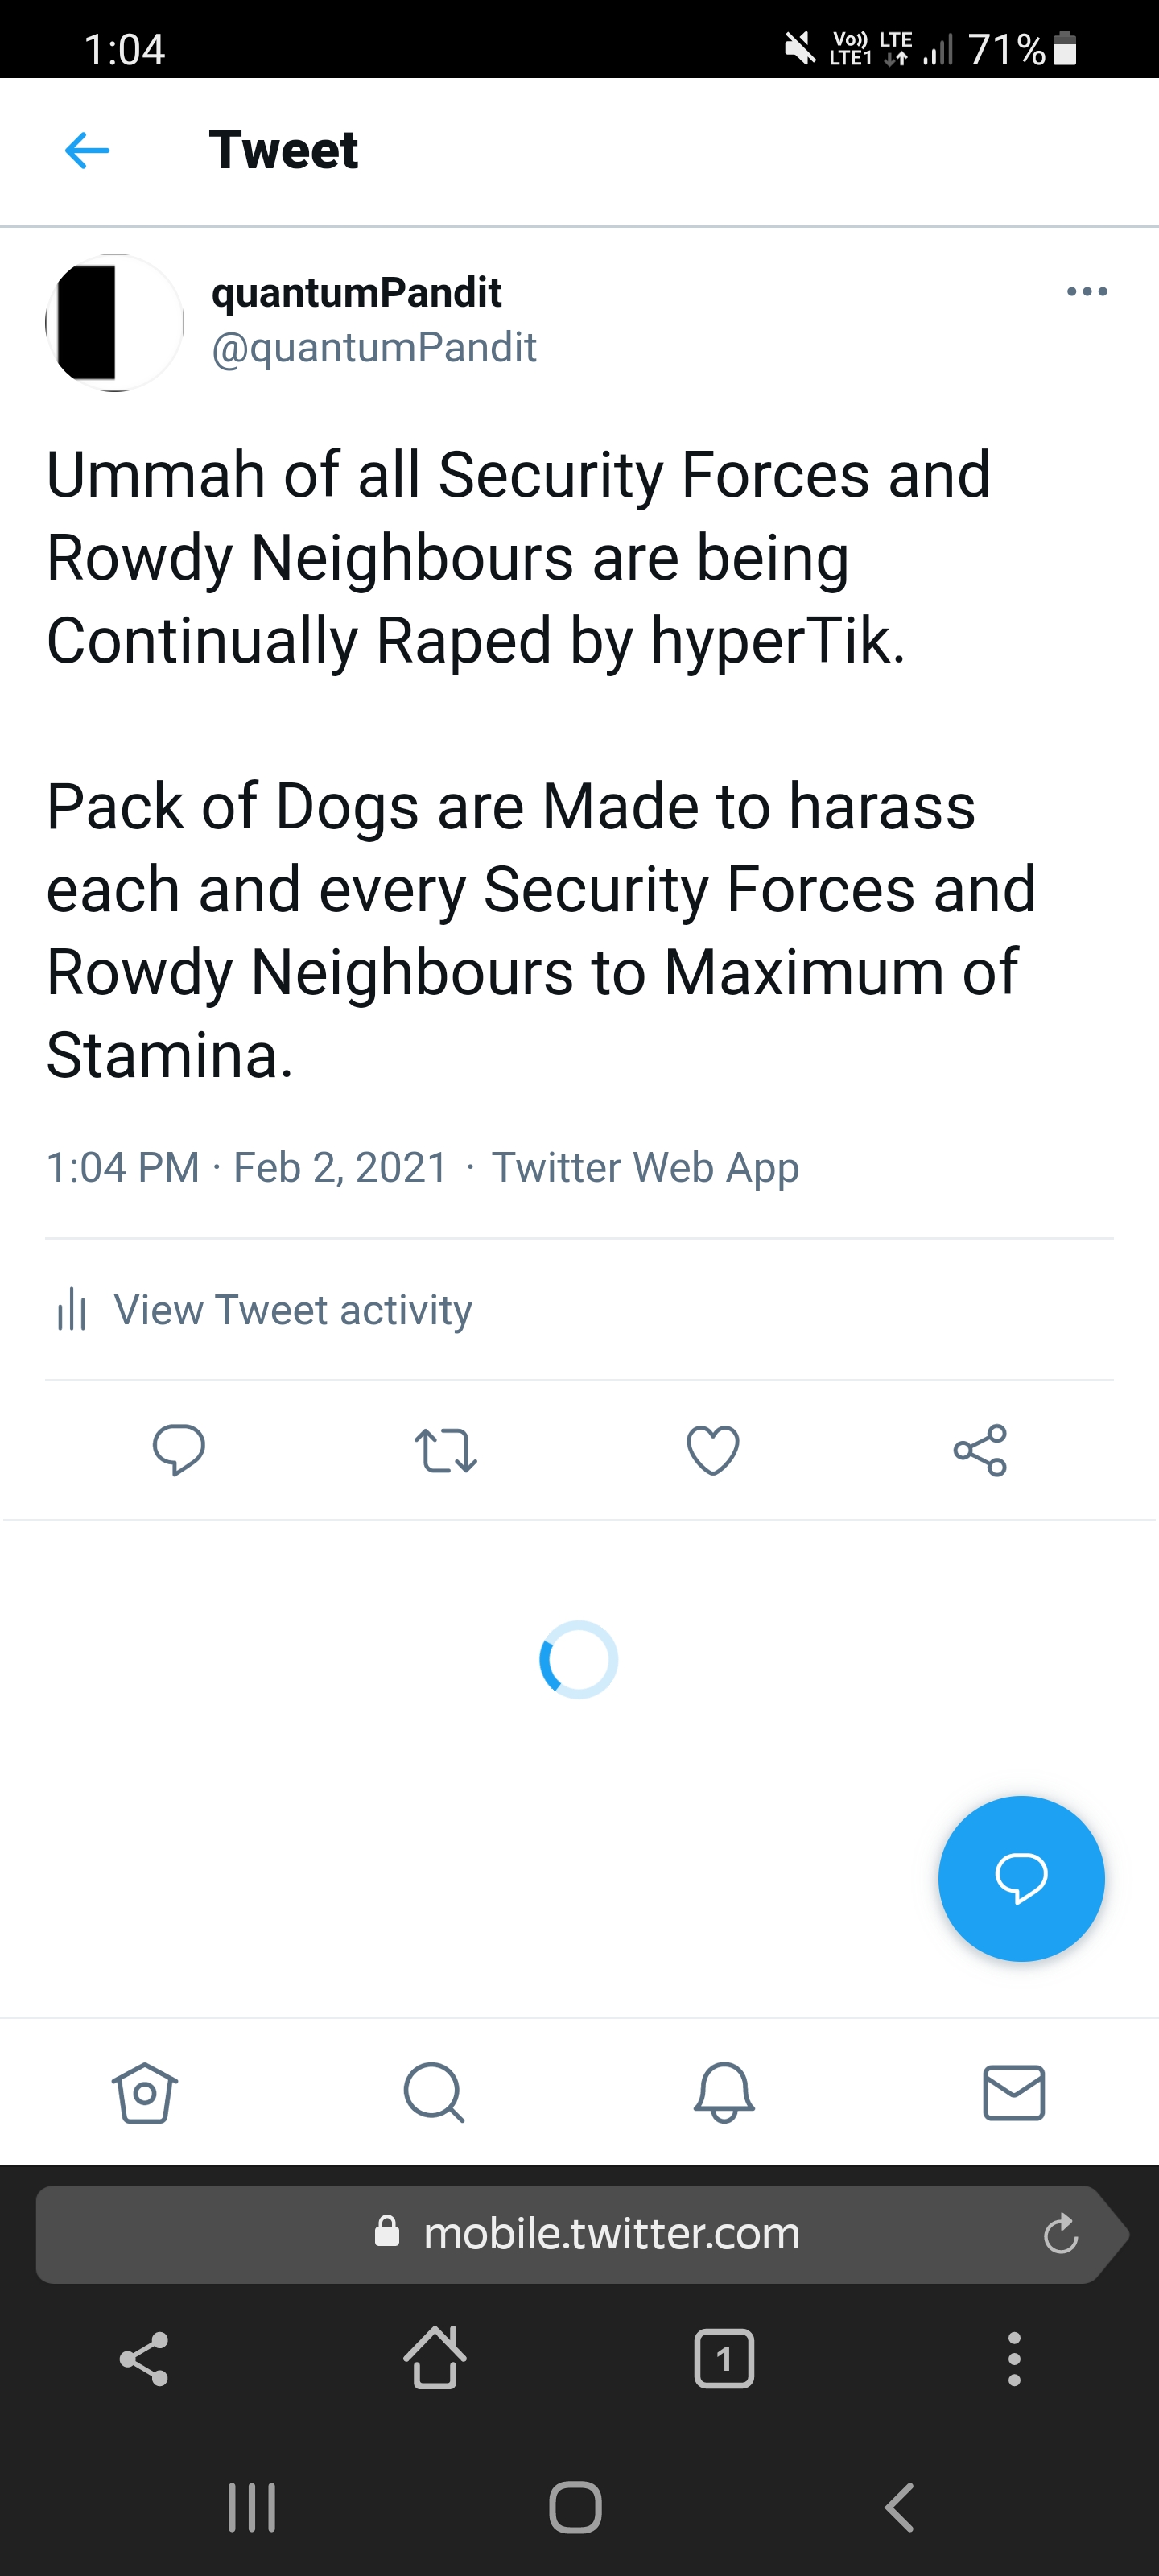 1:04
Vo)) LTE
LTE1
71%
Tweet
quantumPandit
@quantumPandit
Ummah of all Security Forces and
Rowdy Neighbours are being
Continually Raped by hyperTik.
Pack of Dogs are Made to harass
each and every Security Forces and
Rowdy Neighbours to Maximum of
Stamina.
1:04 PM · Feb 2, 2021 · Twitter Web App
View Tweet activity
mobile.twitter.com
1